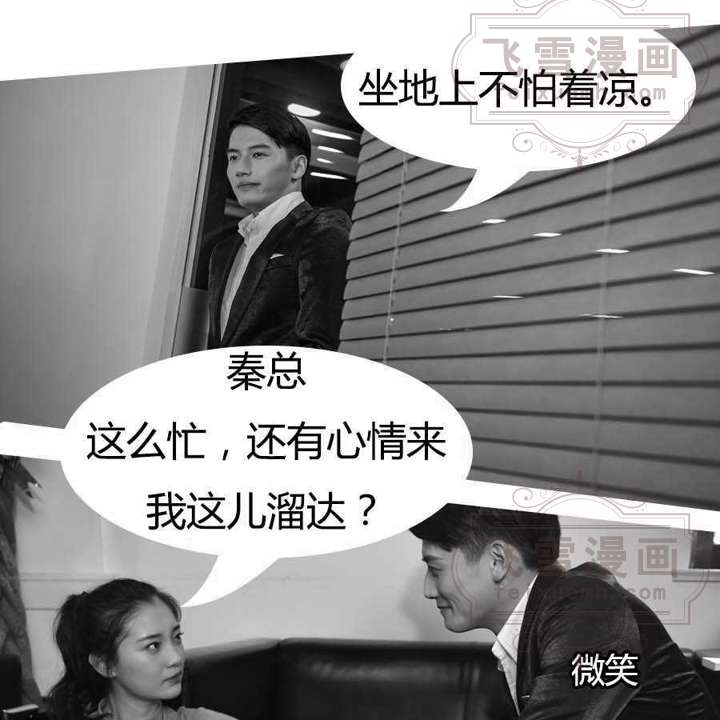 飞雪漫画
坐地上不怕着凉。
秦总
这么忙，还有心情来
我这儿溜达？
飞雪漫画
微笑